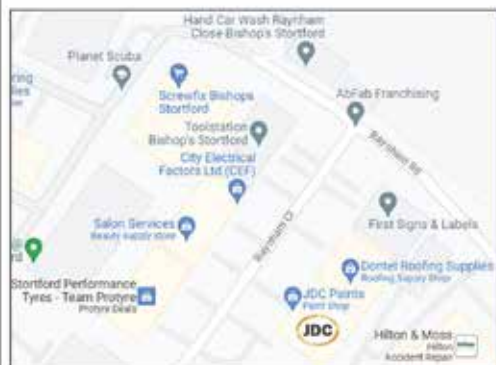 Hand Car Wash Raynham
Close Bishop's Stortford
Planet Scuba
Screwfix Bishops
Stortford
AbFab Franchising
Toolstation
Bishop's Stortford
Raynham Rd
City Electrical
Factors Ltd (CEF)
Salon Services
Beauty supply store
First Signs & Labels
Raynham Cl
Dontel Roofing Supplies
Roofing Supply Shop
Stortford Performance
Tyres - Team Protyre
Protyre Deals
JDC Paints
Paint shop
JDC
Hilton & Moss
Hilton
Accident Repair